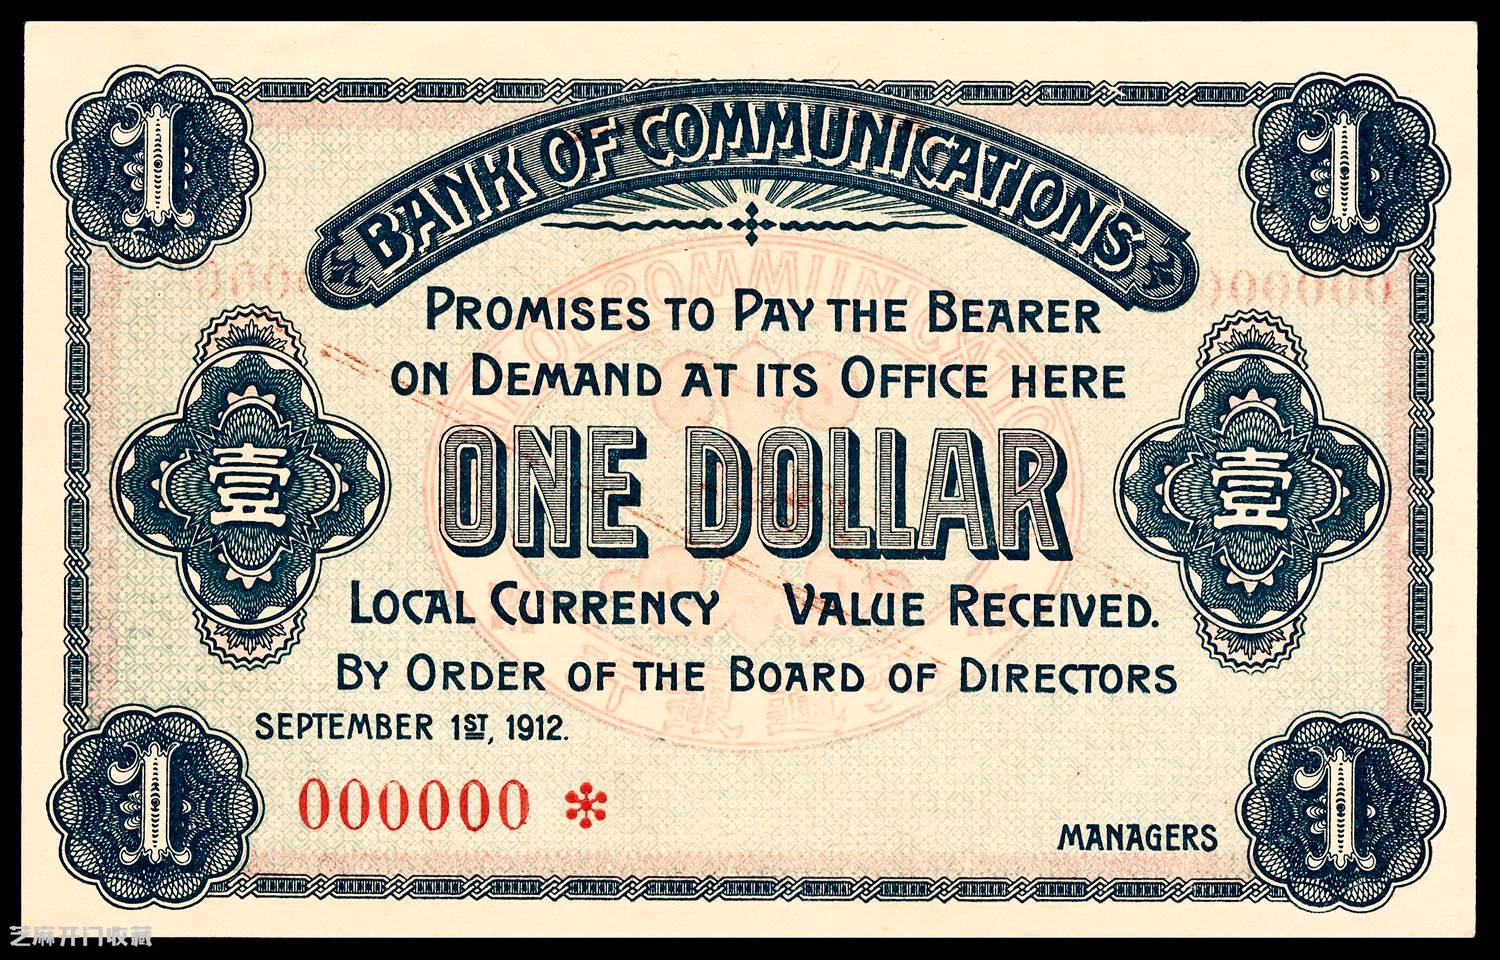 1 1
BANK OF COMMUNICATIONS
PROMISES TO PAY THE BEARER
ON DEMAND AT ITS OFFICE HERE
壹 ONE DOLLAR 壹
LOCAL CURRENCY VALUE RECEIVED.
BY ORDER OF THE BOARD OF DIRECTORS
SEPTEMBER 1ST, 1912.
000000 *
MANAGERS
1 1
芝麻开门收藏